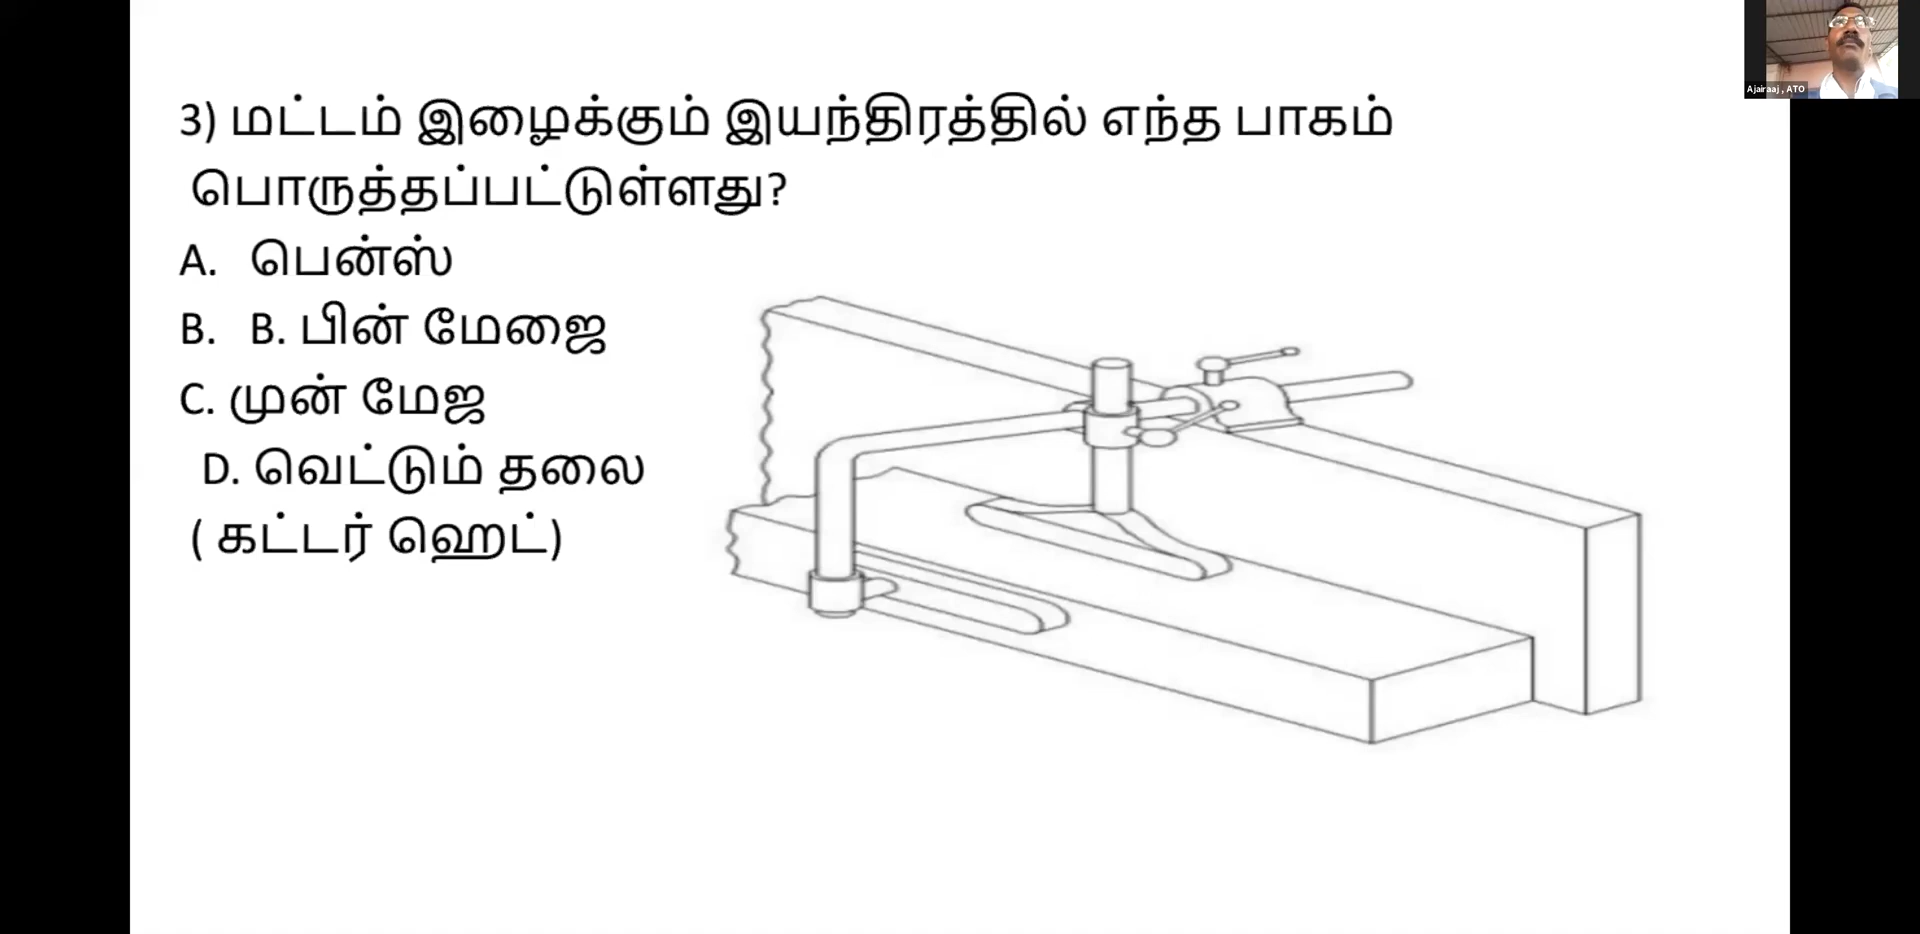 3) மட்டம் இழைக்கும் இயந்திரத்தில் எந்த பாகம்
பொருத்தப்பட்டுள்ளது?
A. பென்ஸ்
B. B. பின் மேஜை
C. முன் மேஜ
D. வெட்டும் தலை
( கட்டர் ஹெட்)
Ajairaaj , ATO